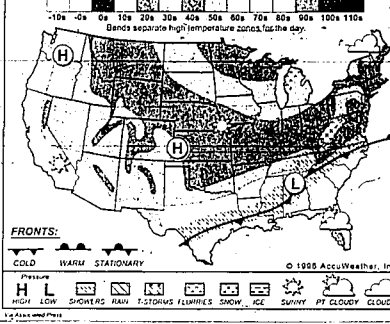 -10s -0s 0s 10s 20s 30s 40s 50s 60s 70s 80s 90s 100s 110s
Bands separate high temperature zones for the day.
H
H
L
FRONTS:
COLD WARM STATIONARY
© 1996 AccuWeather, Inc
Pressure
H L
HIGH LOW SHOWERS RAIN T-STORMS FLURRIES SNOW ICE SUNNY PT CLOUDY CLOUDY
Via Associated Press